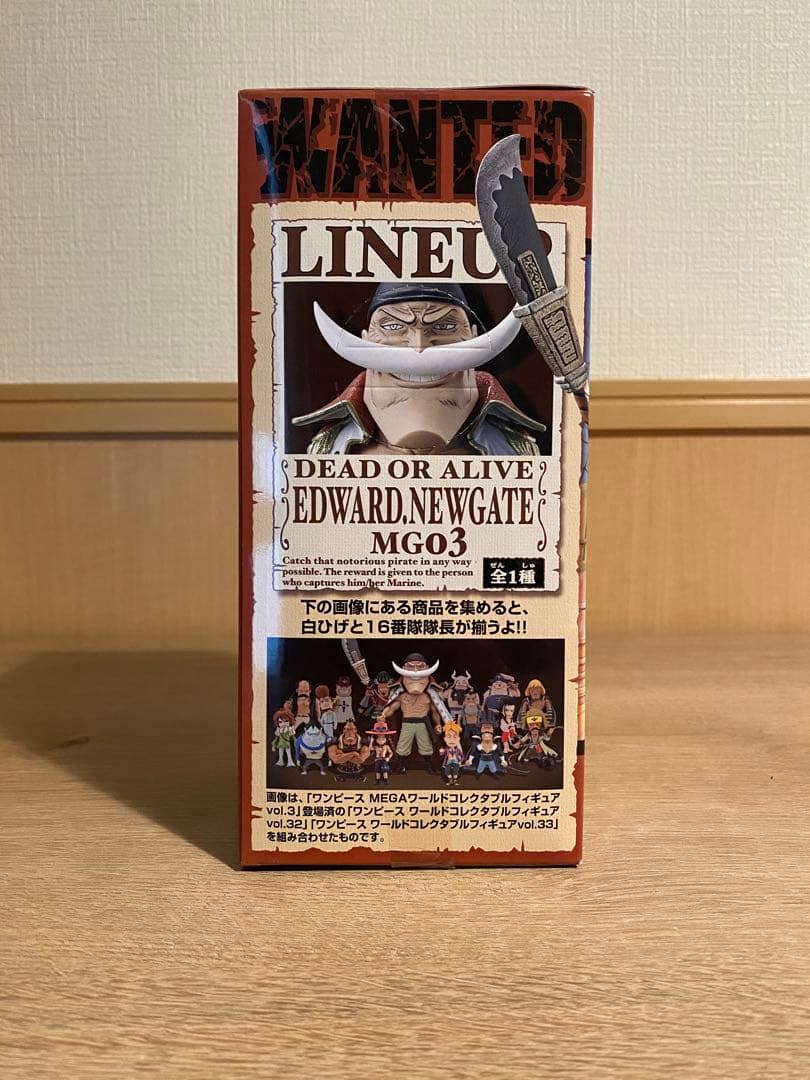 WANTED
LINEUP
DEAD OR ALIVE
EDWARD.NEWGATE
MG03
Catch that notorious pirate in any way
possible. The reward is given to the person
who captures him/her Marine.
ぜん しゅ
全1種
下の画像にある商品を集めると、
白ひげと16番隊隊長が揃うよ!!
画像は、「ワンピース MEGAワールドコレクタブルフィギュア
vol.3」登場済の「ワンピース ワールドコレクタブルフィギュア
vol.32」「ワンピース ワールドコレクタブルフィギュアvol.33」
を組み合わせたものです。